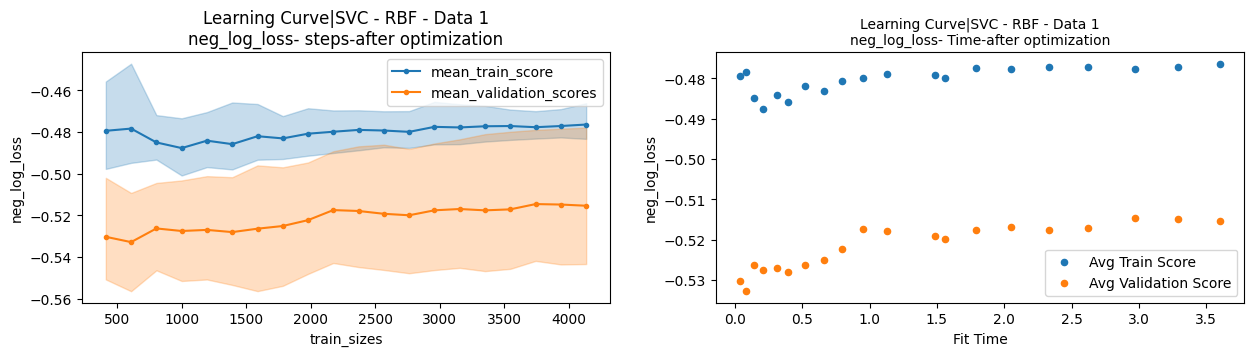 Learning Curve|SVC - RBF - Data 1
neg_log_loss- steps-after optimization
neg_log_loss
−0.46
−0.48
−0.50
−0.52
−0.54
−0.56
mean_train_score
mean_validation_scores
500
1000
1500
2000
2500
3000
3500
4000
train_sizes
Learning Curve|SVC - RBF - Data 1
neg_log_loss- Time-after optimization
neg_log_loss
−0.48
−0.49
−0.50
−0.51
−0.52
−0.53
Avg Train Score
Avg Validation Score
0.0
0.5
1.0
1.5
2.0
2.5
3.0
3.5
Fit Time